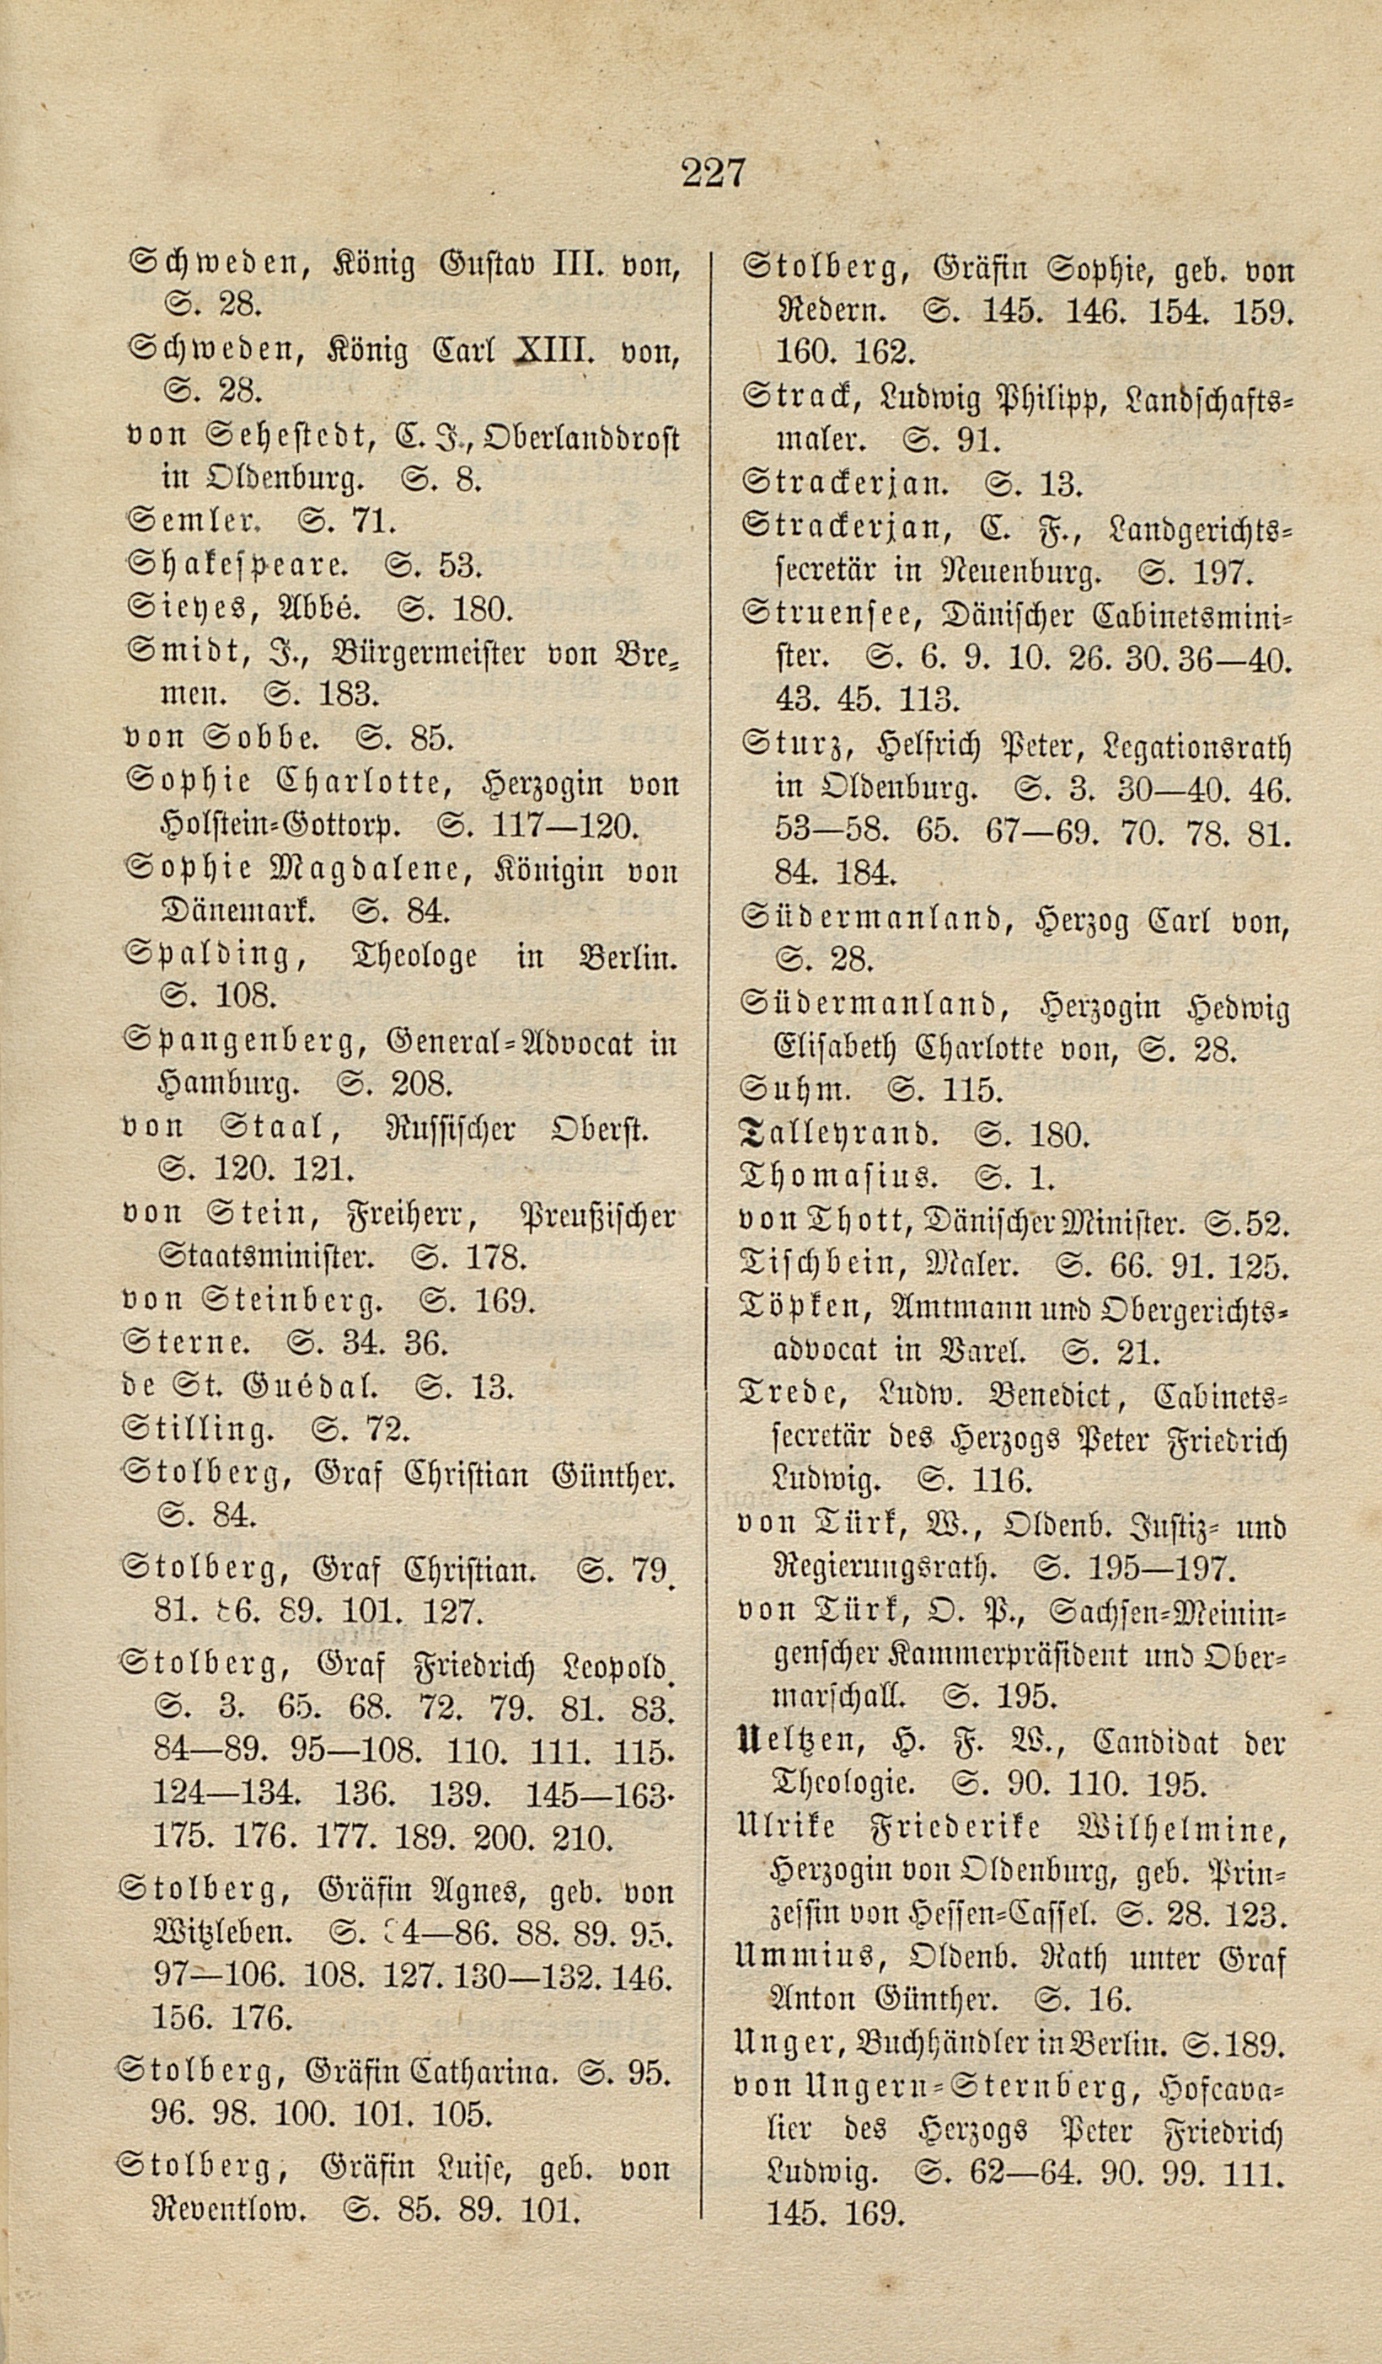 227
Schweden, König Gustav III. von,
S. 28.
Schweden, König Carl XIII. von,
S. 28.
von Sehestedt, C. J., Oberlanddrost
in Oldenburg. S. 8.
Semler. S. 71.
Shakespeare. S. 53.
Sieyes, Abbé. S. 180.
Smidt, J., Bürgermeister von Bre-
men. S. 183.
von Sobbe. S. 85.
Sophie Charlotte, Herzogin von
Holstein-Gottorp. S. 117—120.
Sophie Magdalene, Königin von
Dänemark. S. 84.
Spalding, Theologe in Berlin.
S. 108.
Spangenberg, General-Advocat in
Hamburg. S. 208.
von Staal, Russischer Oberst.
S. 120. 121.
von Stein, Freiherr, Preußischer
Staatsminister. S. 178.
von Steinberg. S. 169.
Sterne. S. 34. 36.
de St. Guédal. S. 13.
Stilling. S. 72.
Stolberg, Graf Christian Günther.
S. 84.
Stolberg, Graf Christian. S. 79.
81. 86. 89. 101. 127.
Stolberg, Graf Friedrich Leopold.
S. 3. 65. 68. 72. 79. 81. 83.
84—89. 95—108. 110. 111. 115.
124—134. 136. 139. 145—163.
175. 176. 177. 189. 200. 210.
Stolberg, Gräfin Agnes, geb. von
Witzleben. S. 84—86. 88. 89. 95.
97—106. 108. 127. 130—132. 146.
156. 176.
Stolberg, Gräfin Catharina. S. 95.
96. 98. 100. 101. 105.
Stolberg, Gräfin Luise, geb. von
Reventlow. S. 85. 89. 101.
Stolberg, Gräfin Sophie, geb. von
Redern. S. 145. 146. 154. 159.
160. 162.
Strack, Ludwig Philipp, Landschafts-
maler. S. 91.
Strackerjan. S. 13.
Strackerjan, C. F., Landgerichts-
secretär in Neuenburg. S. 197.
Struensee, Dänischer Cabinetsmini-
ster. S. 6. 9. 10. 26. 30. 36—40.
43. 45. 113.
Sturz, Helfrich Peter, Legationsrath
in Oldenburg. S. 3. 30—40. 46.
53—58. 65. 67—69. 70. 78. 81.
84. 184.
Südermanland, Herzog Carl von,
S. 28.
Südermanland, Herzogin Hedwig
Elisabeth Charlotte von, S. 28.
Suhm. S. 115.
Talleyrand. S. 180.
Thomasius. S. 1.
von Thott, Dänischer Minister. S. 52.
Tischbein, Maler. S. 66. 91. 125.
Töpken, Amtmann und Obergerichts-
advocat in Varel. S. 21.
Trede, Ludw. Benedict, Cabinets-
secretär des Herzogs Peter Friedrich
Ludwig. S. 116.
von Türk, W., Oldenb. Justiz- und
Regierungsrath. S. 195—197.
von Türk, O. P., Sachsen-Meinin-
genscher Kammerpräsident und Ober-
marschall. S. 195.
Ueltzen, H. F. W., Candidat der
Theologie. S. 90. 110. 195.
Ulrike Friederike Wilhelmine,
Herzogin von Oldenburg, geb. Prin-
zessin von Hessen-Cassel. S. 28. 123.
Ummius, Oldenb. Rath unter Graf
Anton Günther. S. 16.
Unger, Buchhändler in Berlin. S. 189.
von Ungern-Sternberg, Hofcava-
lier des Herzogs Peter Friedrich
Ludwig. S. 62—64. 90. 99. 111.
145. 169.